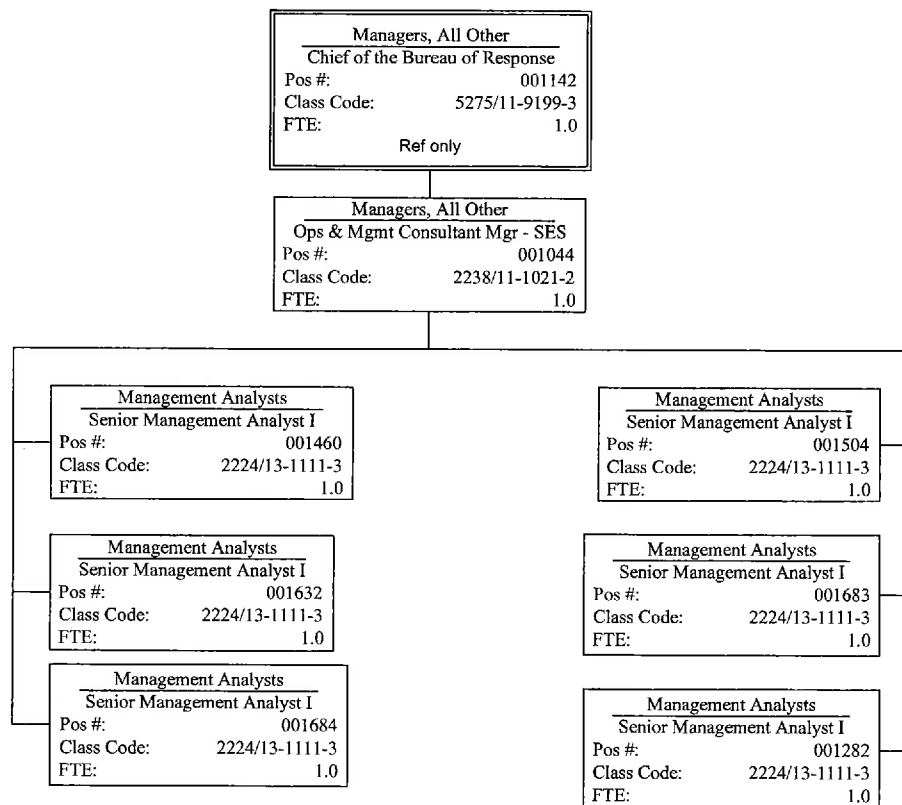 Managers, All Other
Chief of the Bureau of Response
Pos #: 001142
Class Code: 5275/11-9199-3
FTE: 1.0
Ref only
Managers, All Other
Ops & Mgmt Consultant Mgr - SES
Pos #: 001044
Class Code: 2238/11-1021-2
FTE: 1.0
Management Analysts
Senior Management Analyst I
Pos #: 001460
Class Code: 2224/13-1111-3
FTE: 1.0
Management Analysts
Senior Management Analyst I
Pos #: 001632
Class Code: 2224/13-1111-3
FTE: 1.0
Management Analysts
Senior Management Analyst I
Pos #: 001684
Class Code: 2224/13-1111-3
FTE: 1.0
Management Analysts
Senior Management Analyst I
Pos #: 001504
Class Code: 2224/13-1111-3
FTE: 1.0
Management Analysts
Senior Management Analyst I
Pos #: 001683
Class Code: 2224/13-1111-3
FTE: 1.0
Management Analysts
Senior Management Analyst I
Pos #: 001282
Class Code: 2224/13-1111-3
FTE: 1.0